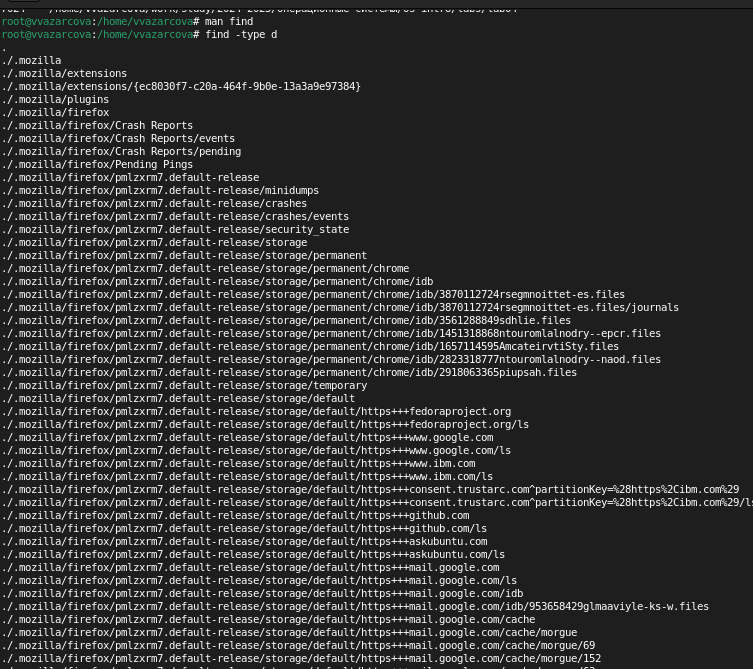 root@vvazarcova:/home/vvazarcova# man find
root@vvazarcova:/home/vvazarcova# find -type d
.
./.mozilla
./.mozilla/extensions
./.mozilla/extensions/{ec8030f7-c20a-464f-9b0e-13a3a9e97384}
./.mozilla/plugins
./.mozilla/firefox
./.mozilla/firefox/Crash Reports
./.mozilla/firefox/Crash Reports/events
./.mozilla/firefox/Crash Reports/pending
./.mozilla/firefox/Pending Pings
./.mozilla/firefox/pmlzxrm7.default-release
./.mozilla/firefox/pmlzxrm7.default-release/minidumps
./.mozilla/firefox/pmlzxrm7.default-release/crashes
./.mozilla/firefox/pmlzxrm7.default-release/crashes/events
./.mozilla/firefox/pmlzxrm7.default-release/security_state
./.mozilla/firefox/pmlzxrm7.default-release/storage
./.mozilla/firefox/pmlzxrm7.default-release/storage/permanent
./.mozilla/firefox/pmlzxrm7.default-release/storage/permanent/chrome
./.mozilla/firefox/pmlzxrm7.default-release/storage/permanent/chrome/idb
./.mozilla/firefox/pmlzxrm7.default-release/storage/permanent/chrome/idb/3870112724rsegmnoittet-es.files
./.mozilla/firefox/pmlzxrm7.default-release/storage/permanent/chrome/idb/3870112724rsegmnoittet-es.files/journals
./.mozilla/firefox/pmlzxrm7.default-release/storage/permanent/chrome/idb/3561288849sdhlie.files
./.mozilla/firefox/pmlzxrm7.default-release/storage/permanent/chrome/idb/1451318868ntouromlalnodry--epcr.files
./.mozilla/firefox/pmlzxrm7.default-release/storage/permanent/chrome/idb/1657114595AmcateirvtiSty.files
./.mozilla/firefox/pmlzxrm7.default-release/storage/permanent/chrome/idb/2823318777ntouromlalnodry--naod.files
./.mozilla/firefox/pmlzxrm7.default-release/storage/permanent/chrome/idb/2918063365piupsah.files
./.mozilla/firefox/pmlzxrm7.default-release/storage/temporary
./.mozilla/firefox/pmlzxrm7.default-release/storage/default
./.mozilla/firefox/pmlzxrm7.default-release/storage/default/https+++fedoraproject.org
./.mozilla/firefox/pmlzxrm7.default-release/storage/default/https+++fedoraproject.org/ls
./.mozilla/firefox/pmlzxrm7.default-release/storage/default/https+++www.google.com
./.mozilla/firefox/pmlzxrm7.default-release/storage/default/https+++www.google.com/ls
./.mozilla/firefox/pmlzxrm7.default-release/storage/default/https+++www.ibm.com
./.mozilla/firefox/pmlzxrm7.default-release/storage/default/https+++www.ibm.com/ls
./.mozilla/firefox/pmlzxrm7.default-release/storage/default/https+++consent.trustarc.com^partitionKey=%28https%2Cibm.com%29
./.mozilla/firefox/pmlzxrm7.default-release/storage/default/https+++consent.trustarc.com^partitionKey=%28https%2Cibm.com%29/ls
./.mozilla/firefox/pmlzxrm7.default-release/storage/default/https+++github.com
./.mozilla/firefox/pmlzxrm7.default-release/storage/default/https+++github.com/ls
./.mozilla/firefox/pmlzxrm7.default-release/storage/default/https+++askubuntu.com
./.mozilla/firefox/pmlzxrm7.default-release/storage/default/https+++askubuntu.com/ls
./.mozilla/firefox/pmlzxrm7.default-release/storage/default/https+++mail.google.com
./.mozilla/firefox/pmlzxrm7.default-release/storage/default/https+++mail.google.com/ls
./.mozilla/firefox/pmlzxrm7.default-release/storage/default/https+++mail.google.com/idb
./.mozilla/firefox/pmlzxrm7.default-release/storage/default/https+++mail.google.com/idb/953658429glmaaviyle-ks-w.files
./.mozilla/firefox/pmlzxrm7.default-release/storage/default/https+++mail.google.com/cache
./.mozilla/firefox/pmlzxrm7.default-release/storage/default/https+++mail.google.com/cache/morgue
./.mozilla/firefox/pmlzxrm7.default-release/storage/default/https+++mail.google.com/cache/morgue/69
./.mozilla/firefox/pmlzxrm7.default-release/storage/default/https+++mail.google.com/cache/morgue/152